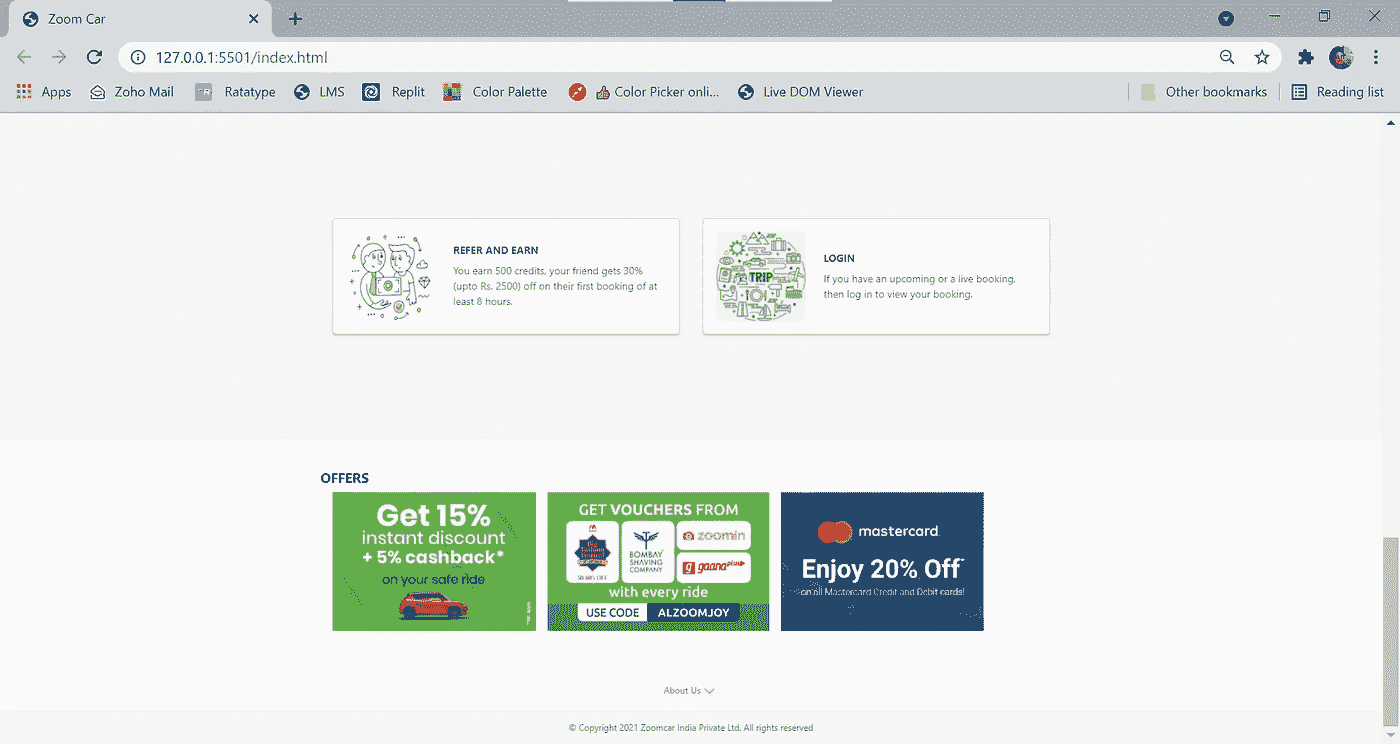 Zoom Car
127.0.0.1:5501/index.html
Apps Zoho Mail Ratatype LMS Replit Color Palette Color Picker onli... Live DOM Viewer Other bookmarks Reading list
REFER AND EARN
You earn 500 credits, your friend gets 30%
(upto Rs. 2500) off on their first booking of at
least 8 hours.
TRIP
LOGIN
If you have an upcoming or a live booking,
then log in to view your booking.
OFFERS
Get 15%
instant discount
+ 5% cashback*
on your safe ride
GET VOUCHERS FROM
BOMBAY
SHAVING
COMPANY
zoomin
gaana plus+
with every ride
USE CODE ALZOOMJOY
mastercard.
Enjoy 20% Off*
on all Mastercard Credit and Debit cards!
About Us
© Copyright 2021 Zoomcar India Private Ltd. All rights reserved